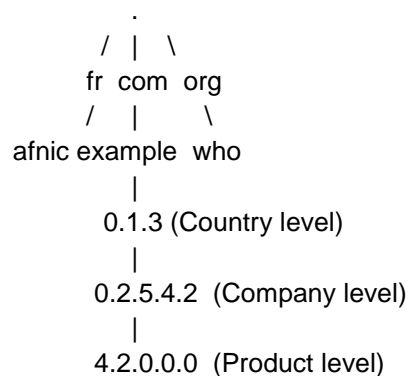 .
/ | \
fr com org
/ | \
afnic example who
|
0.1.3 (Country level)
|
0.2.5.4.2 (Company level)
|
4.2.0.0.0 (Product level)